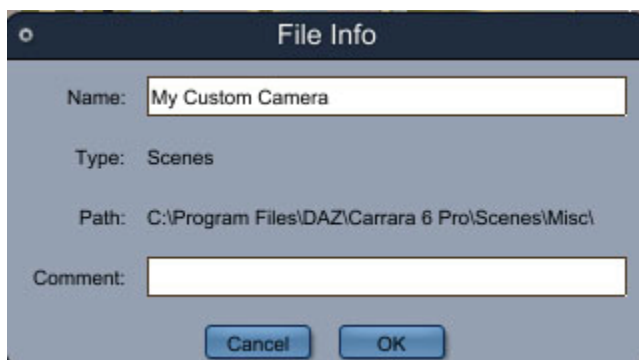 File Info
Name: My Custom Camera
Type: Scenes
Path: C:\Program Files\DAZ\Carrara 6 Pro\Scenes\Misc\
Comment:
Cancel OK